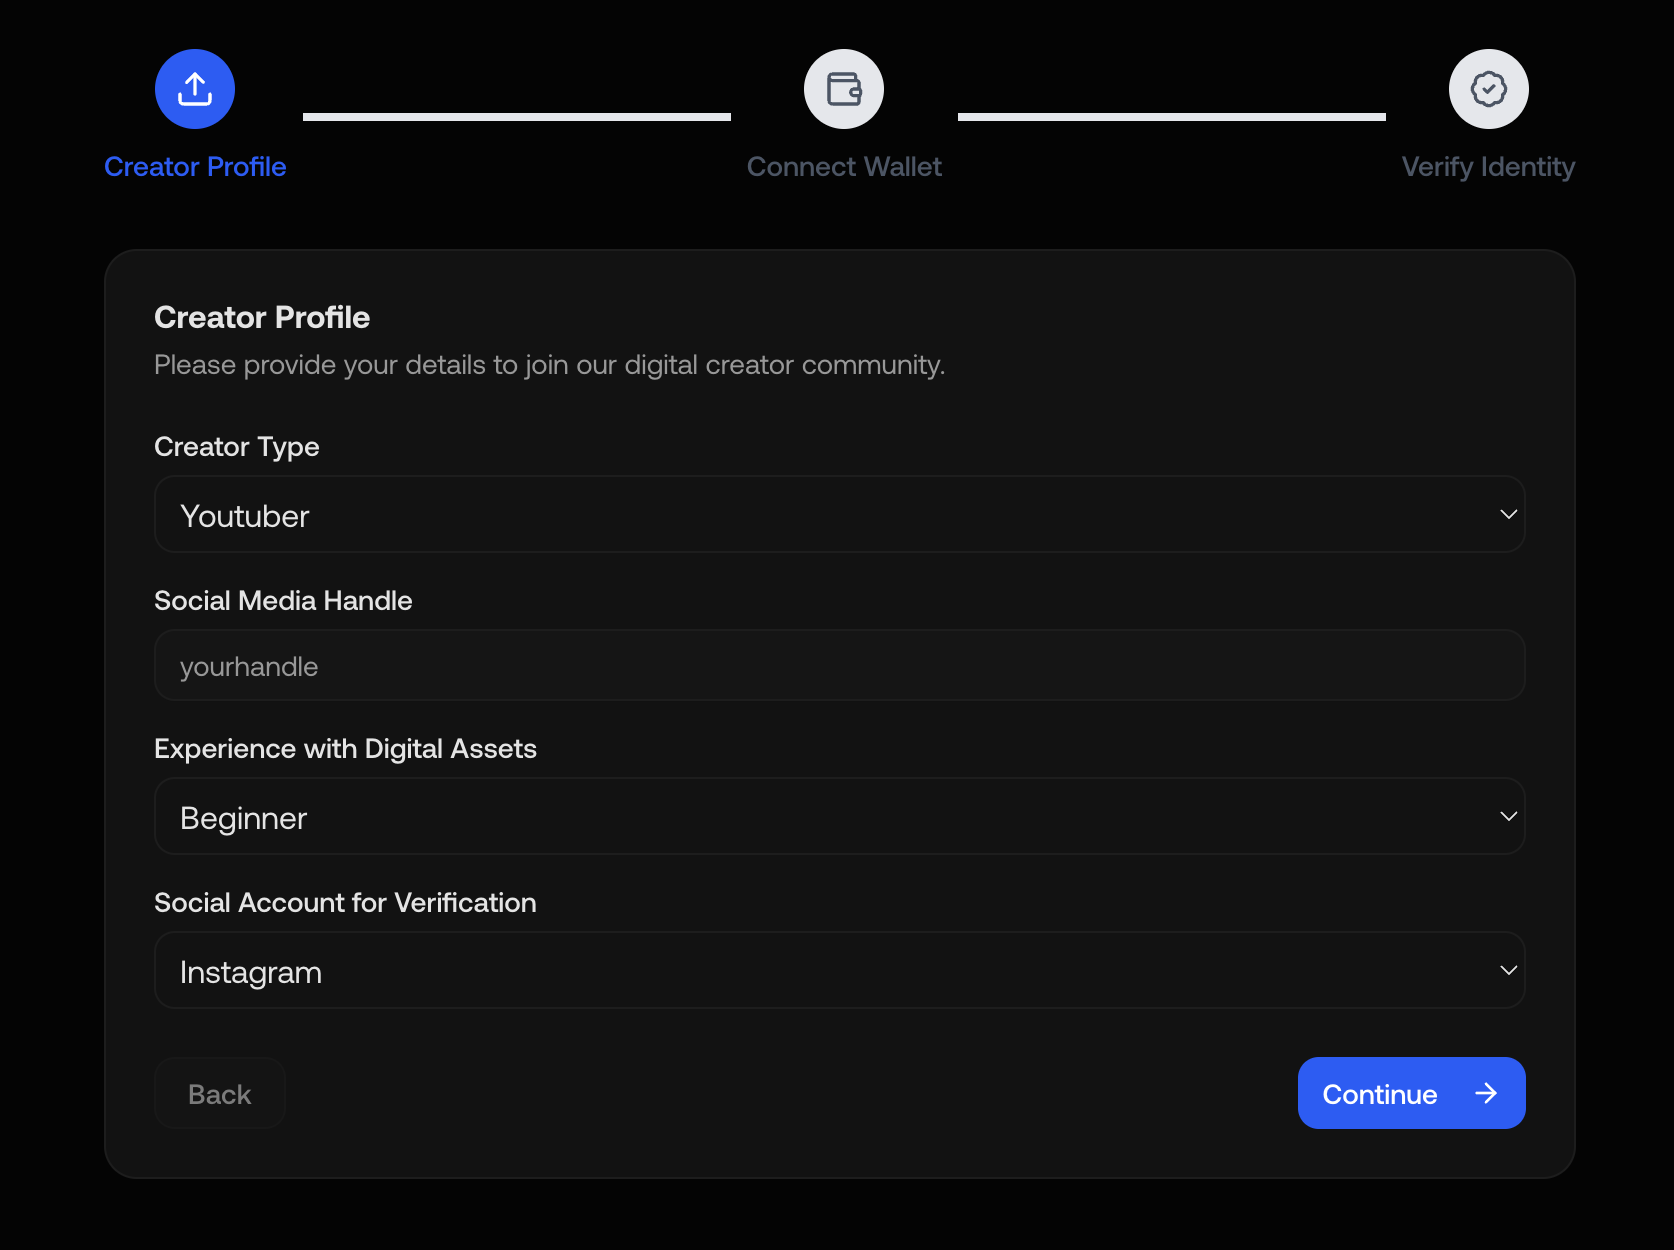 Creator Profile
Connect Wallet
Verify Identity
Creator Profile
Please provide your details to join our digital creator community.
Creator Type
Youtuber
Social Media Handle
yourhandle
Experience with Digital Assets
Beginner
Social Account for Verification
Instagram
Back
Continue